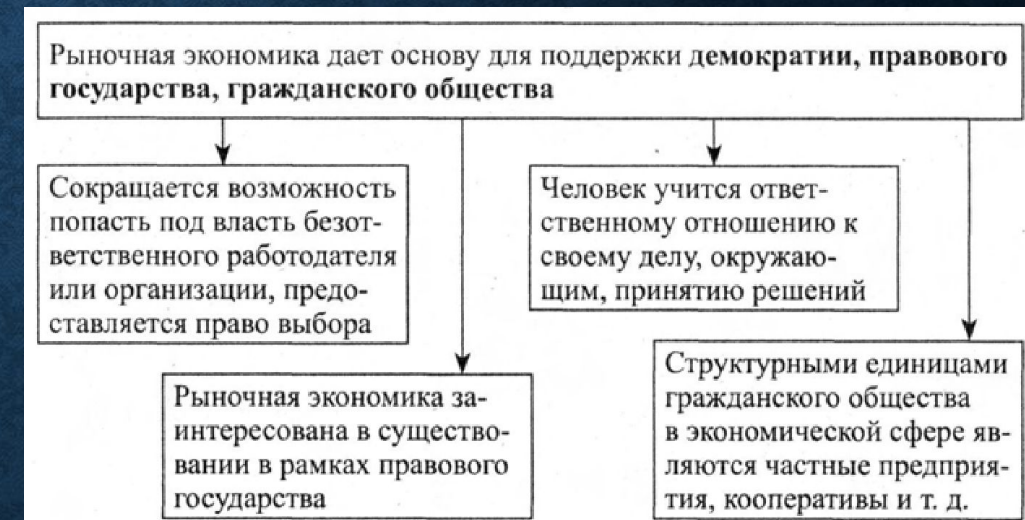 Рыночная экономика дает основу для поддержки демократии, правового
государства, гражданского общества
Сокращается возможность
попасть под власть безот-
ветственного работодателя
или организации, предо-
ставляется право выбора
Рыночная экономика за-
интересована в существо-
вании в рамках правового
государства
Человек учится ответ-
ственному отношению к
своему делу, окружаю-
щим, принятию решений
Структурными единицами
гражданского общества
в экономической сфере яв-
ляются частные предприя-
тия, кооперативы и т. д.